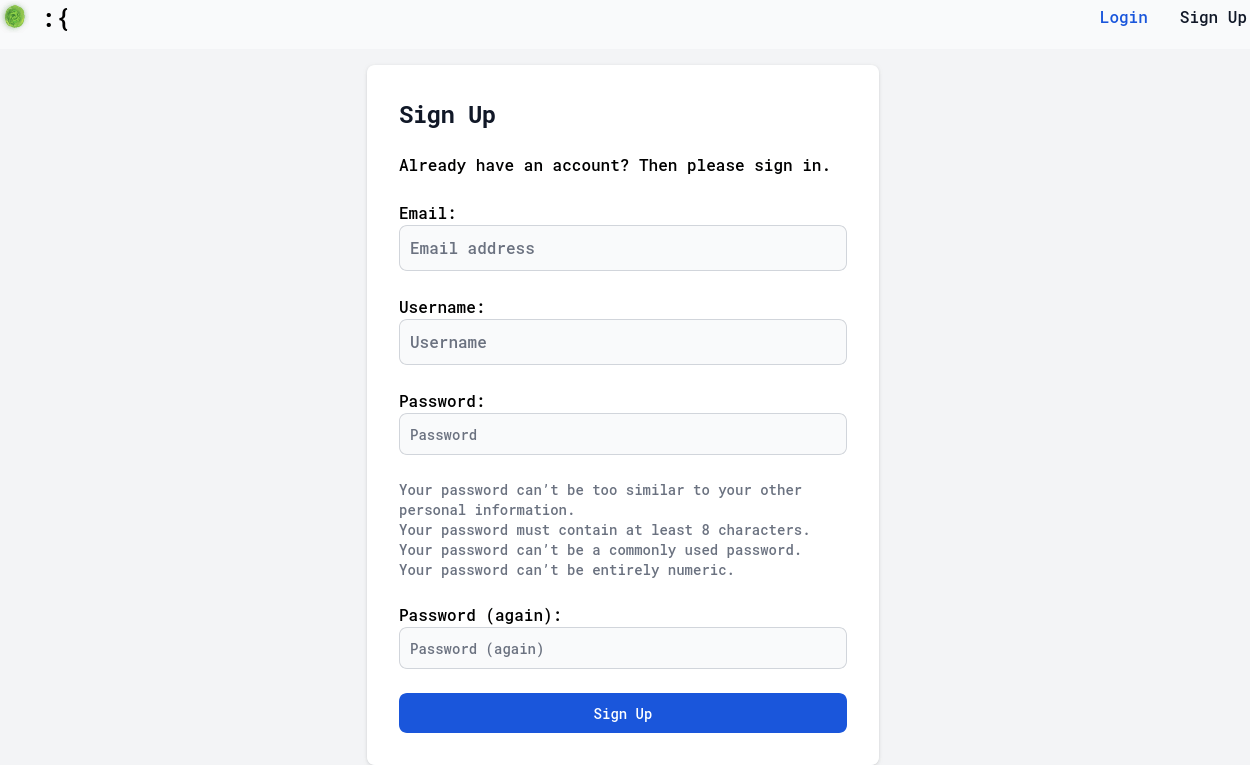 :{
Login
Sign Up
Sign Up
Already have an account? Then please sign in.
Email:
Email address
Username:
Username
Password:
Password
Your password can’t be too similar to your other
personal information.
Your password must contain at least 8 characters.
Your password can’t be a commonly used password.
Your password can’t be entirely numeric.
Password (again):
Password (again)
Sign Up